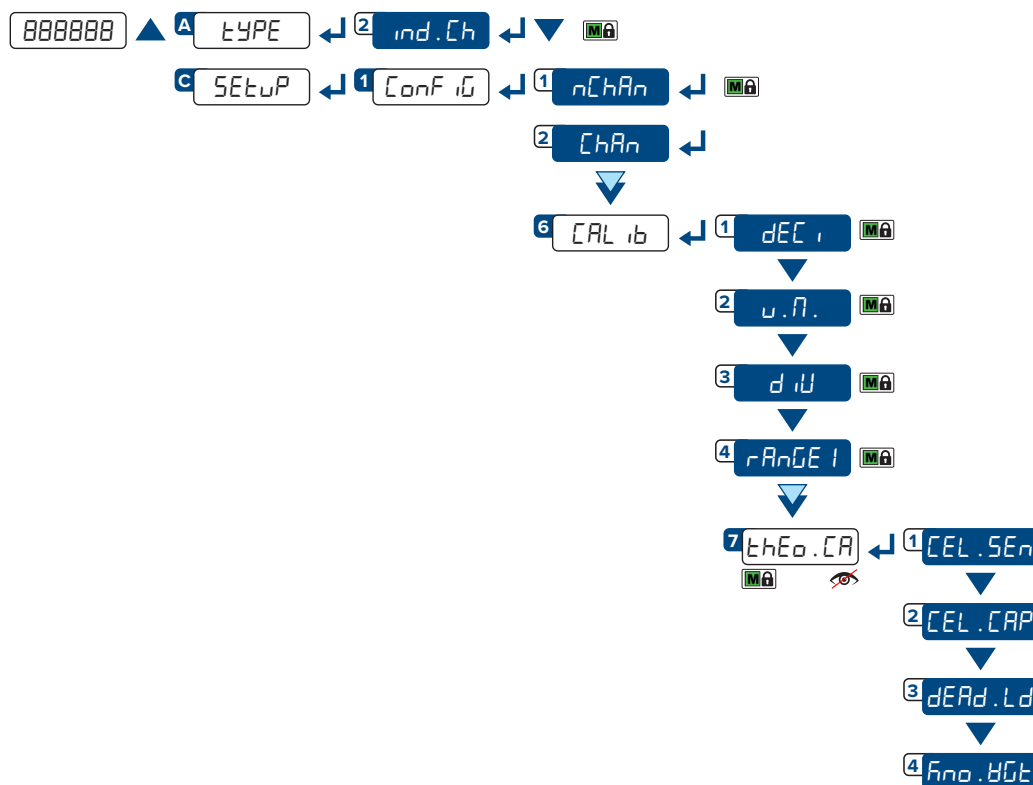 888888 A tYPE 2 ind.Ch M
C SEtuP 1 ConFiG 1 nChAn M
2 ChAn
6 CALib 1 dECi M
2 u.M. M
3 diV M
4 rAnGE1 M
7 thEo.CA 1 CEL.SEn
M
2 CEL.CAP
3 dEAd.Ld
4 kno.WGt